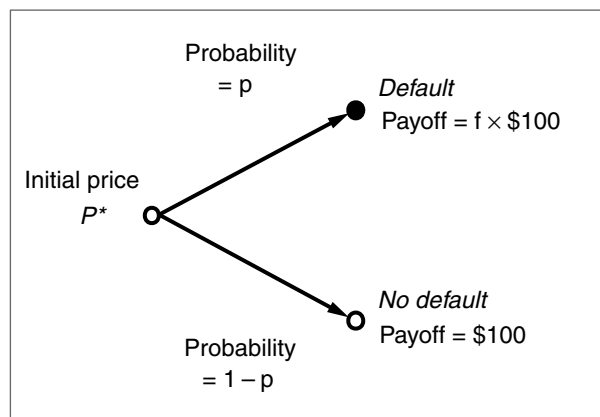 Probability
= p
Default
Payoff = f × $100
Initial price
P*
No default
Payoff = $100
Probability
= 1 – p